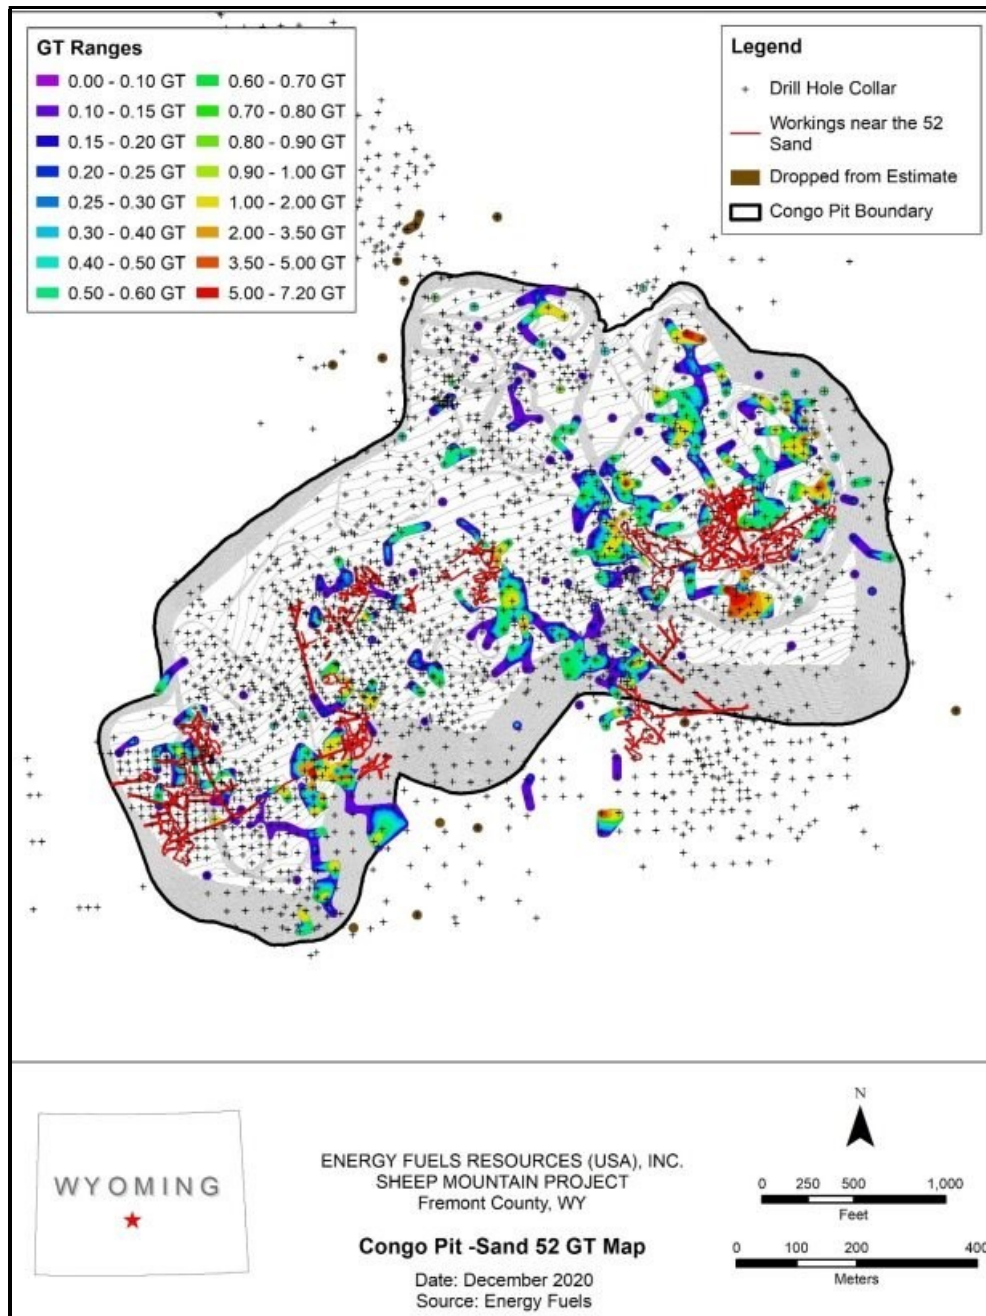 GT Ranges
0.00 - 0.10 GT
0.10 - 0.15 GT
0.15 - 0.20 GT
0.20 - 0.25 GT
0.25 - 0.30 GT
0.30 - 0.40 GT
0.40 - 0.50 GT
0.50 - 0.60 GT
0.60 - 0.70 GT
0.70 - 0.80 GT
0.80 - 0.90 GT
0.90 - 1.00 GT
1.00 - 2.00 GT
2.00 - 3.50 GT
3.50 - 5.00 GT
5.00 - 7.20 GT
Legend
Drill Hole Collar
Workings near the 52
Sand
Dropped from Estimate
Congo Pit Boundary
WYOMING
ENERGY FUELS RESOURCES (USA), INC.
SHEEP MOUNTAIN PROJECT
Fremont County, WY
Congo Pit -Sand 52 GT Map
Date: December 2020
Source: Energy Fuels
N
0 250 500 1,000
Feet
0 100 200 400
Meters